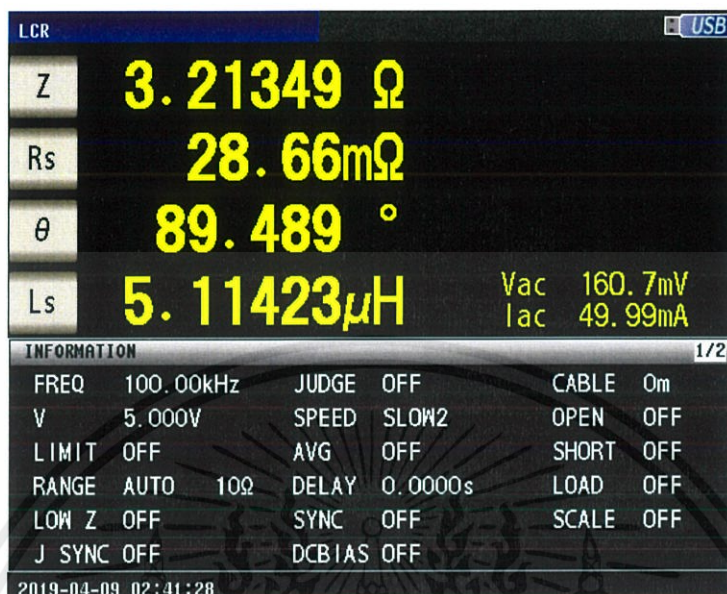 LCR USB
Z 3.21349 Ω
Rs 28.66mΩ
θ 89.489 °
Ls 5.11423μH Vac 160.7mV
Iac 49.99mA
INFORMATION 1/2
FREQ 100.00kHz JUDGE OFF CABLE 0m
V 5.000V SPEED SLOW2 OPEN OFF
LIMIT OFF AVG OFF SHORT OFF
RANGE AUTO 10Ω DELAY 0.0000s LOAD OFF
LOW Z OFF SYNC OFF SCALE OFF
J SYNC OFF DCBIAS OFF
2019-04-09 02:41:28